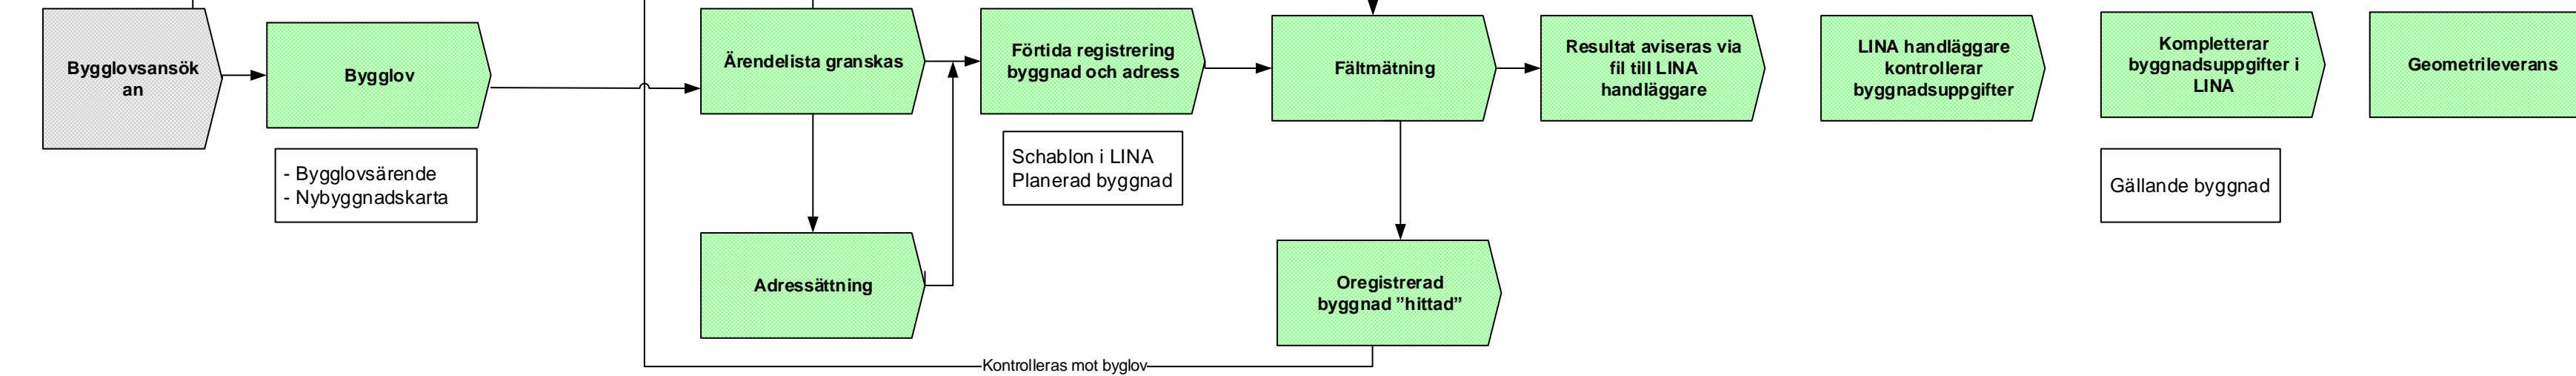 Bygglovsansök
an
Bygglov
- Bygglovsärende
- Nybyggnadskarta
Ärendelista granskas
Adressättning
Förtida registrering
byggnad och adress
Schablon i LINA
Planerad byggnad
Fältmätning
Oregistrerad
byggnad ”hittad”
Kontrolleras mot byglov
Resultat aviseras via
fil till LINA
handläggare
LINA handläggare
kontrollerar
byggnadsuppgifter
Kompletterar
byggnadsuppgifter i
LINA
Gällande byggnad
Geometrileverans